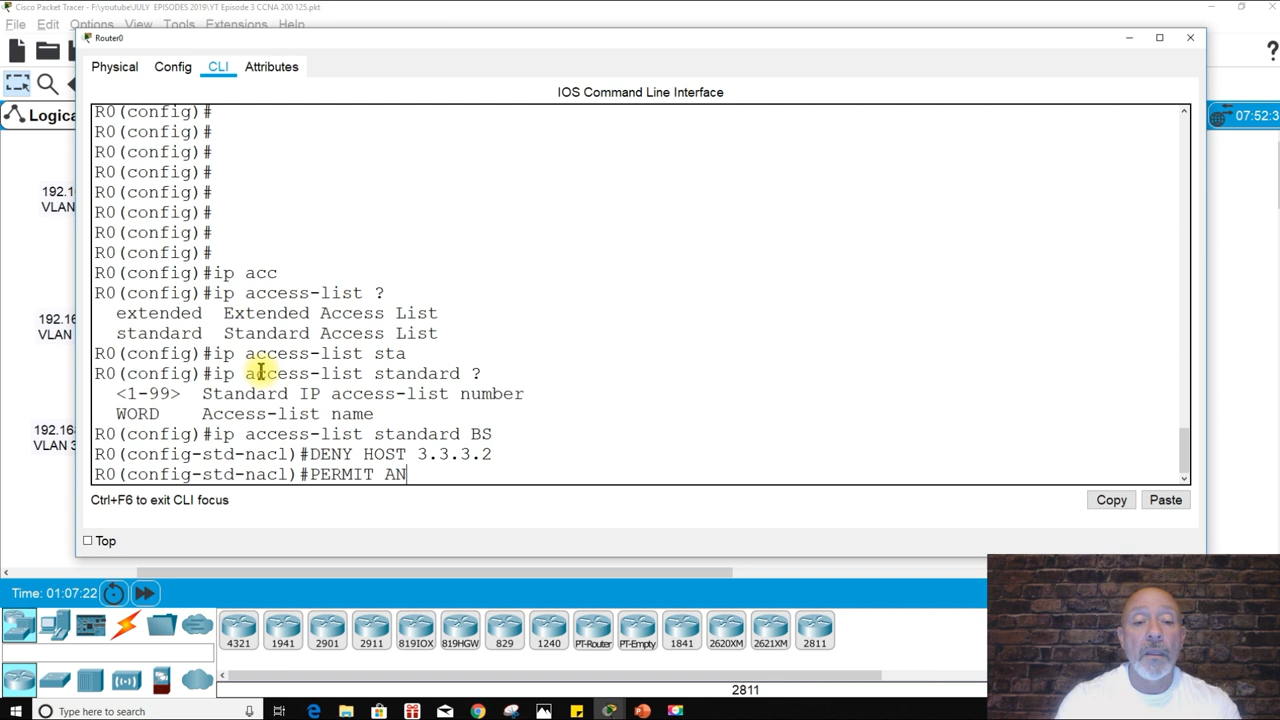 Cisco Packet Tracer - F:\youtube\JULY EPISODES 2019\YT Episode 3 CCNA 200 125.pkt
File Edit Options View Tools Extensions Help
Router0
Physical Config CLI Attributes
IOS Command Line Interface
Logica
07:52:3
192.1
VLAN
192.16
VLAN
192.168
VLAN 3
R0(config)#
R0(config)#
R0(config)#
R0(config)#
R0(config)#
R0(config)#
R0(config)#
R0(config)#
R0(config)#ip acc
R0(config)#ip access-list ?
extended Extended Access List
standard Standard Access List
R0(config)#ip access-list sta
R0(config)#ip access-list standard ?
<1-99> Standard IP access-list number
WORD Access-list name
R0(config)#ip access-list standard BS
R0(config-std-nacl)#DENY HOST 3.3.3.2
R0(config-std-nacl)#PERMIT AN
Ctrl+F6 to exit CLI focus
Copy Paste
Top
Time: 01:07:22
4321 1941 2901 2911 819IOX 819HGW 829 1240 PT-Router PT-Empty 1841 2620XM 2621XM 2811
2811
Type here to search